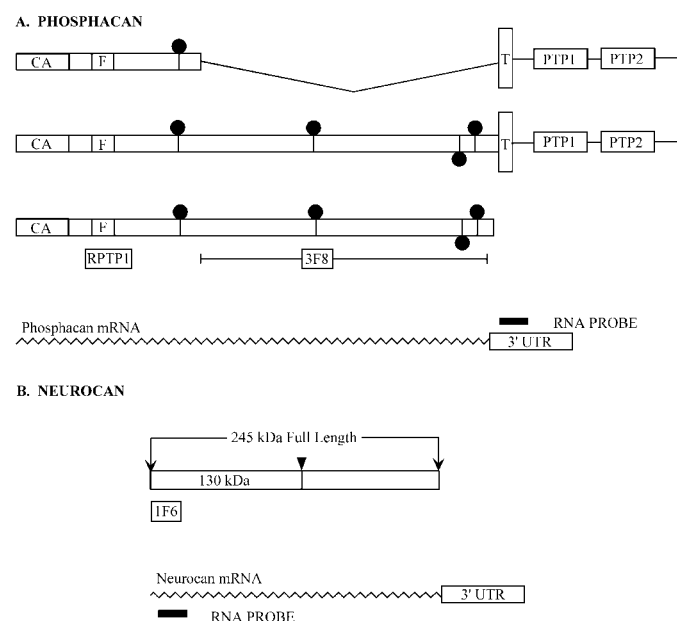 A. PHOSPHACAN
CA F T PTP1 PTP2
CA F T PTP1 PTP2
CA F
RPTP1 3F8
Phosphacan mRNA
RNA PROBE
3' UTR
B. NEUROCAN
245 kDa Full Length
130 kDa
1F6
Neurocan mRNA
3' UTR
RNA PROBE